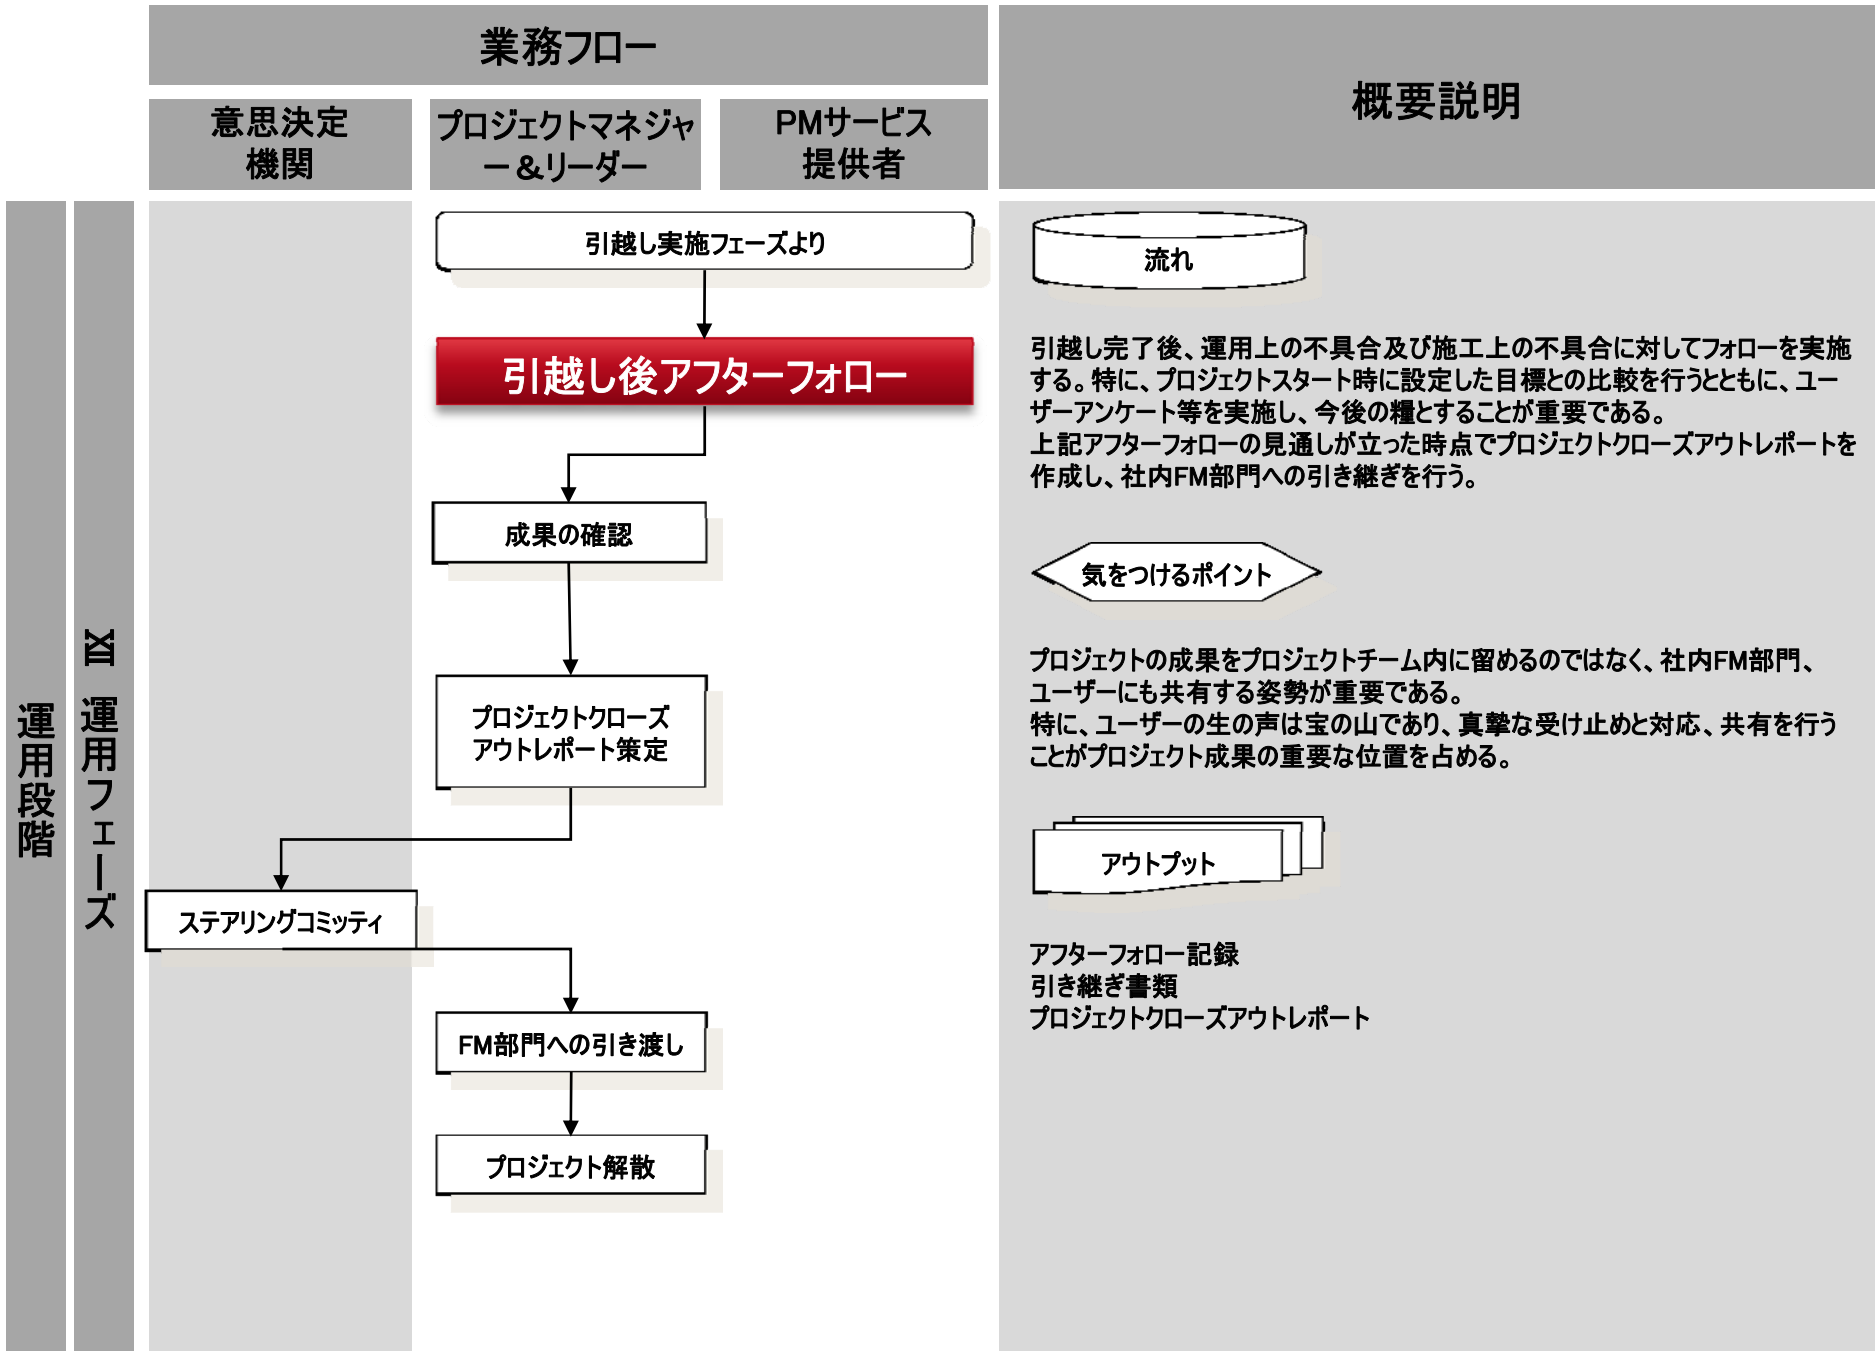 業務フロー
概要説明
意思決定
機関
プロジェクトマネジャ
ー&リーダー
PMサービス
提供者
運用段階
運用フェーズ
引越し実施フェーズより
引越し後アフターフォロー
成果の確認
プロジェクトクローズ
アウトレポート策定
ステアリングコミッティ
FM部門への引き渡し
プロジェクト解散
流れ
引越し完了後、運用上の不具合及び施工上の不具合に対してフォローを実施
する。特に、プロジェクトスタート時に設定した目標との比較を行うとともに、ユー
ザーアンケート等を実施し、今後の糧とすることが重要である。
上記アフターフォローの見通しが立った時点でプロジェクトクローズアウトレポートを
作成し、社内FM部門への引き継ぎを行う。
気をつけるポイント
プロジェクトの成果をプロジェクトチーム内に留めるのではなく、社内FM部門、
ユーザーにも共有する姿勢が重要である。
特に、ユーザーの生の声は宝の山であり、真摯な受け止めと対応、共有を行う
ことがプロジェクト成果の重要な位置を占める。
アウトプット
アフターフォロー記録
引き継ぎ書類
プロジェクトクローズアウトレポート